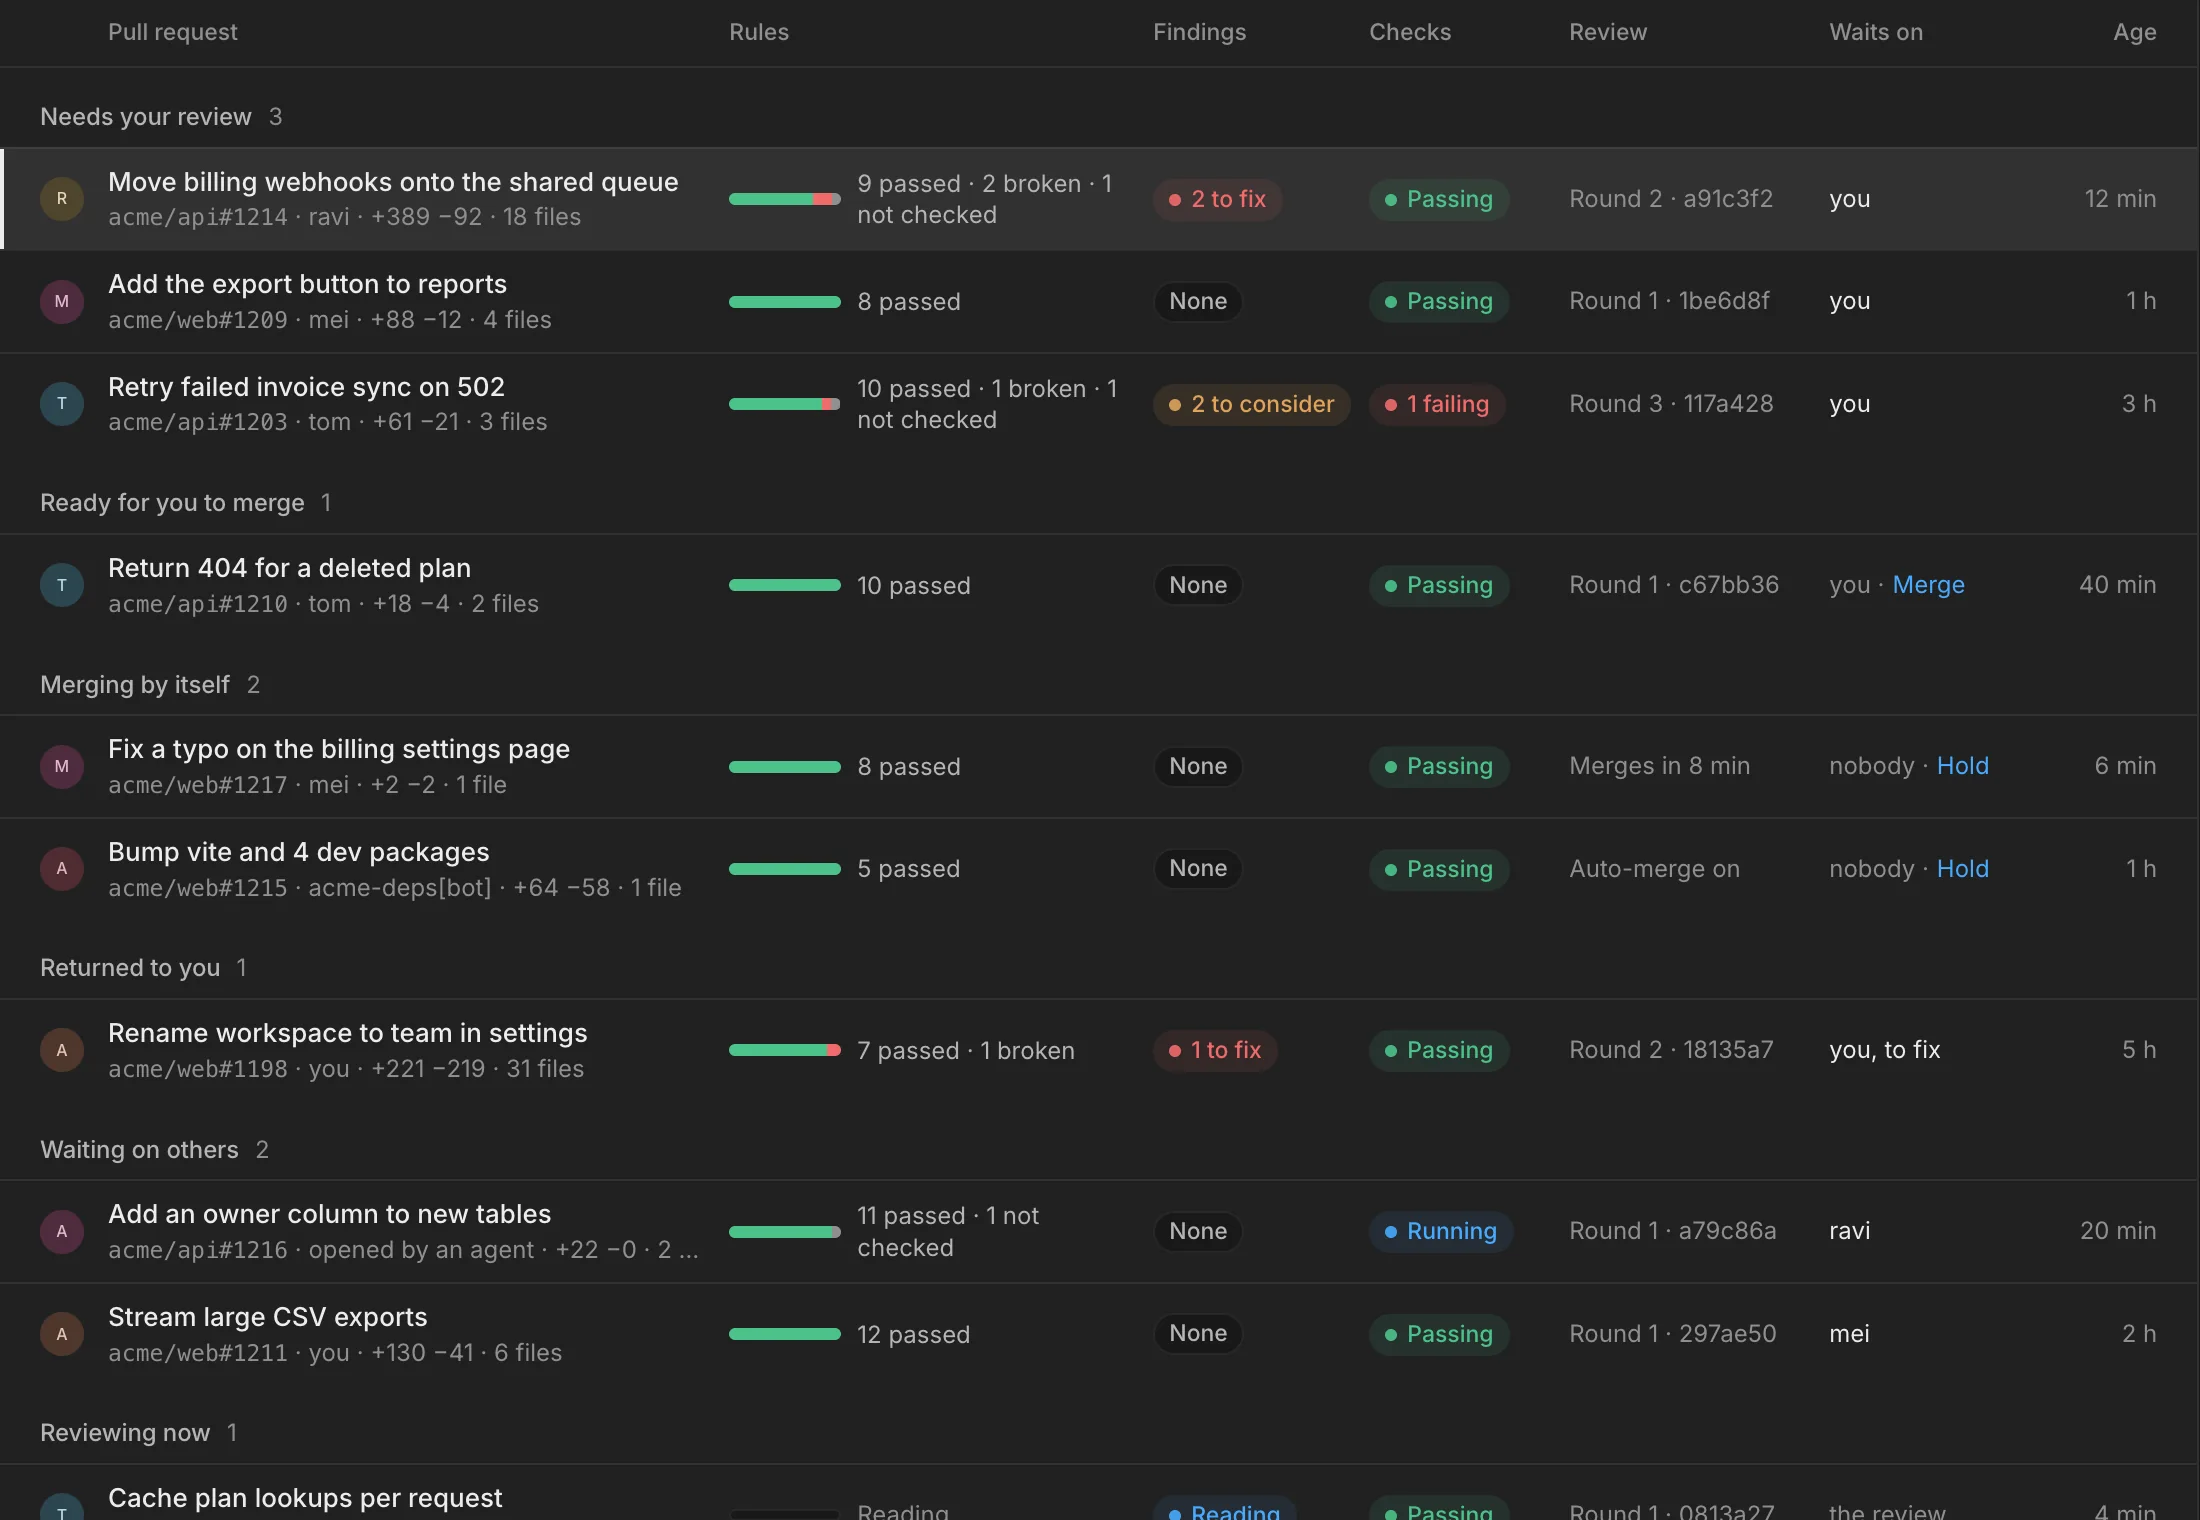 Pull request Rules Findings Checks Review Waits on Age
Needs your review 3
R
Move billing webhooks onto the shared queue
acme/api#1214 · ravi · +389 −92 · 18 files
9 passed · 2 broken · 1
not checked
2 to fix
Passing
Round 2 · a91c3f2
you
12 min
M
Add the export button to reports
acme/web#1209 · mei · +88 −12 · 4 files
8 passed
None
Passing
Round 1 · 1be6d8f
you
1 h
T
Retry failed invoice sync on 502
acme/api#1203 · tom · +61 −21 · 3 files
10 passed · 1 broken · 1
not checked
2 to consider
1 failing
Round 3 · 117a428
you
3 h
Ready for you to merge 1
T
Return 404 for a deleted plan
acme/api#1210 · tom · +18 −4 · 2 files
10 passed
None
Passing
Round 1 · c67bb36
you · Merge
40 min
Merging by itself 2
M
Fix a typo on the billing settings page
acme/web#1217 · mei · +2 −2 · 1 file
8 passed
None
Passing
Merges in 8 min
nobody · Hold
6 min
A
Bump vite and 4 dev packages
acme/web#1215 · acme-deps[bot] · +64 −58 · 1 file
5 passed
None
Passing
Auto-merge on
nobody · Hold
1 h
Returned to you 1
A
Rename workspace to team in settings
acme/web#1198 · you · +221 −219 · 31 files
7 passed · 1 broken
1 to fix
Passing
Round 2 · 18135a7
you, to fix
5 h
Waiting on others 2
A
Add an owner column to new tables
acme/api#1216 · opened by an agent · +22 −0 · 2 ...
11 passed · 1 not
checked
None
Running
Round 1 · a79c86a
ravi
20 min
A
Stream large CSV exports
acme/web#1211 · you · +130 −41 · 6 files
12 passed
None
Passing
Round 1 · 297ae50
mei
2 h
Reviewing now 1
T
Cache plan lookups per request
Reading
Reading
Passing
Round 1 · 0813a27
the review
4 min